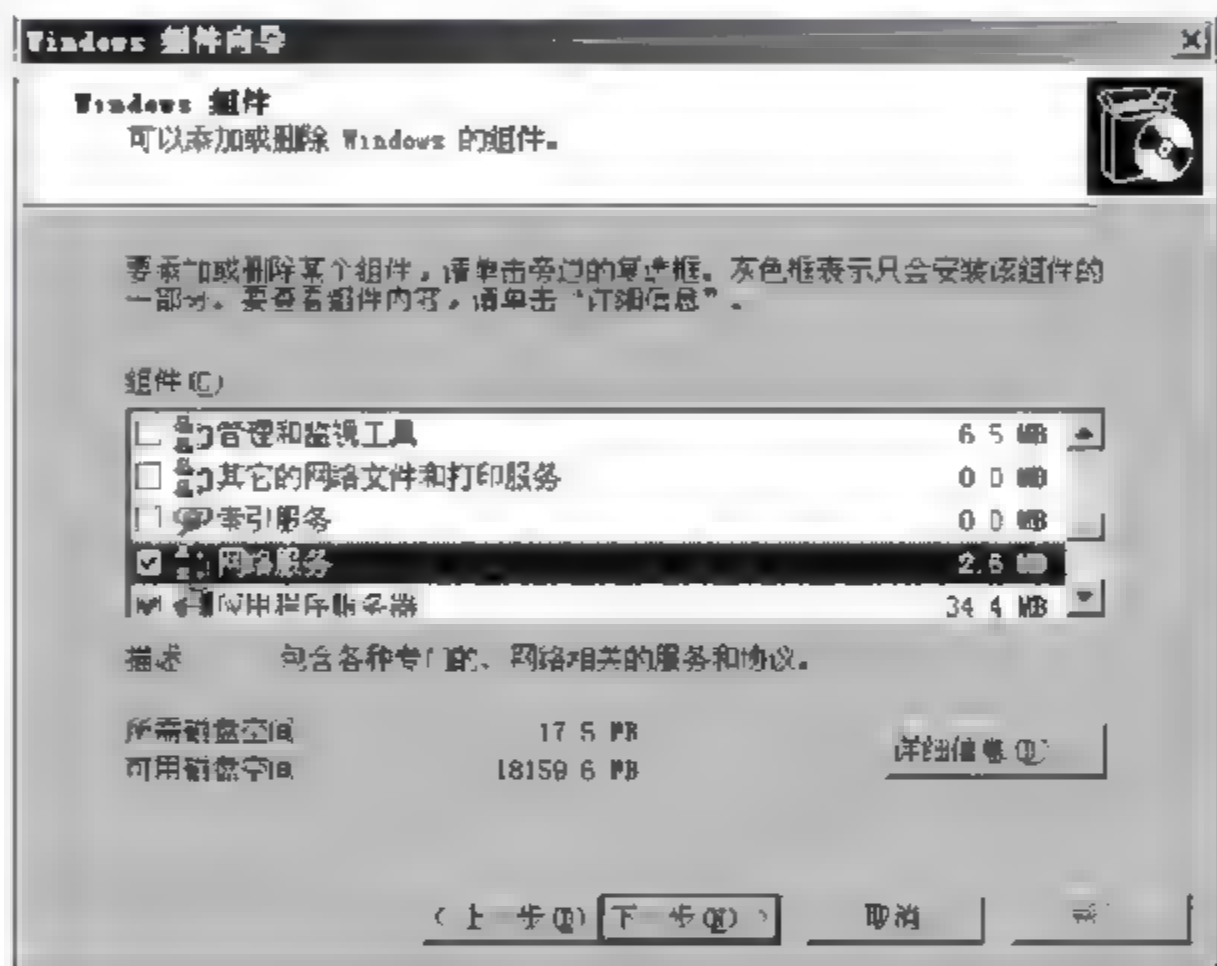 Windows 组件向导
Windows 组件
可以添加或删除 Windows 的组件。
要添加或删除某个组件，请单击旁边的复选框。灰色框表示只会安装该组件的
一部分。要查看组件内容，请单击“详细信息”。
组件(C)
管理和监视工具 6.5 MB
其它的网络文件和打印服务 0.0 MB
索引服务 0.0 MB
网络服务 2.6 MB
应用程序服务器 34.4 MB
描述 包含各种专门的、网络相关的服务和协议。
所需磁盘空间 17.5 MB
可用磁盘空间 18159.6 MB
详细信息(D)
< 上一步(B) 下一步(N) > 取消